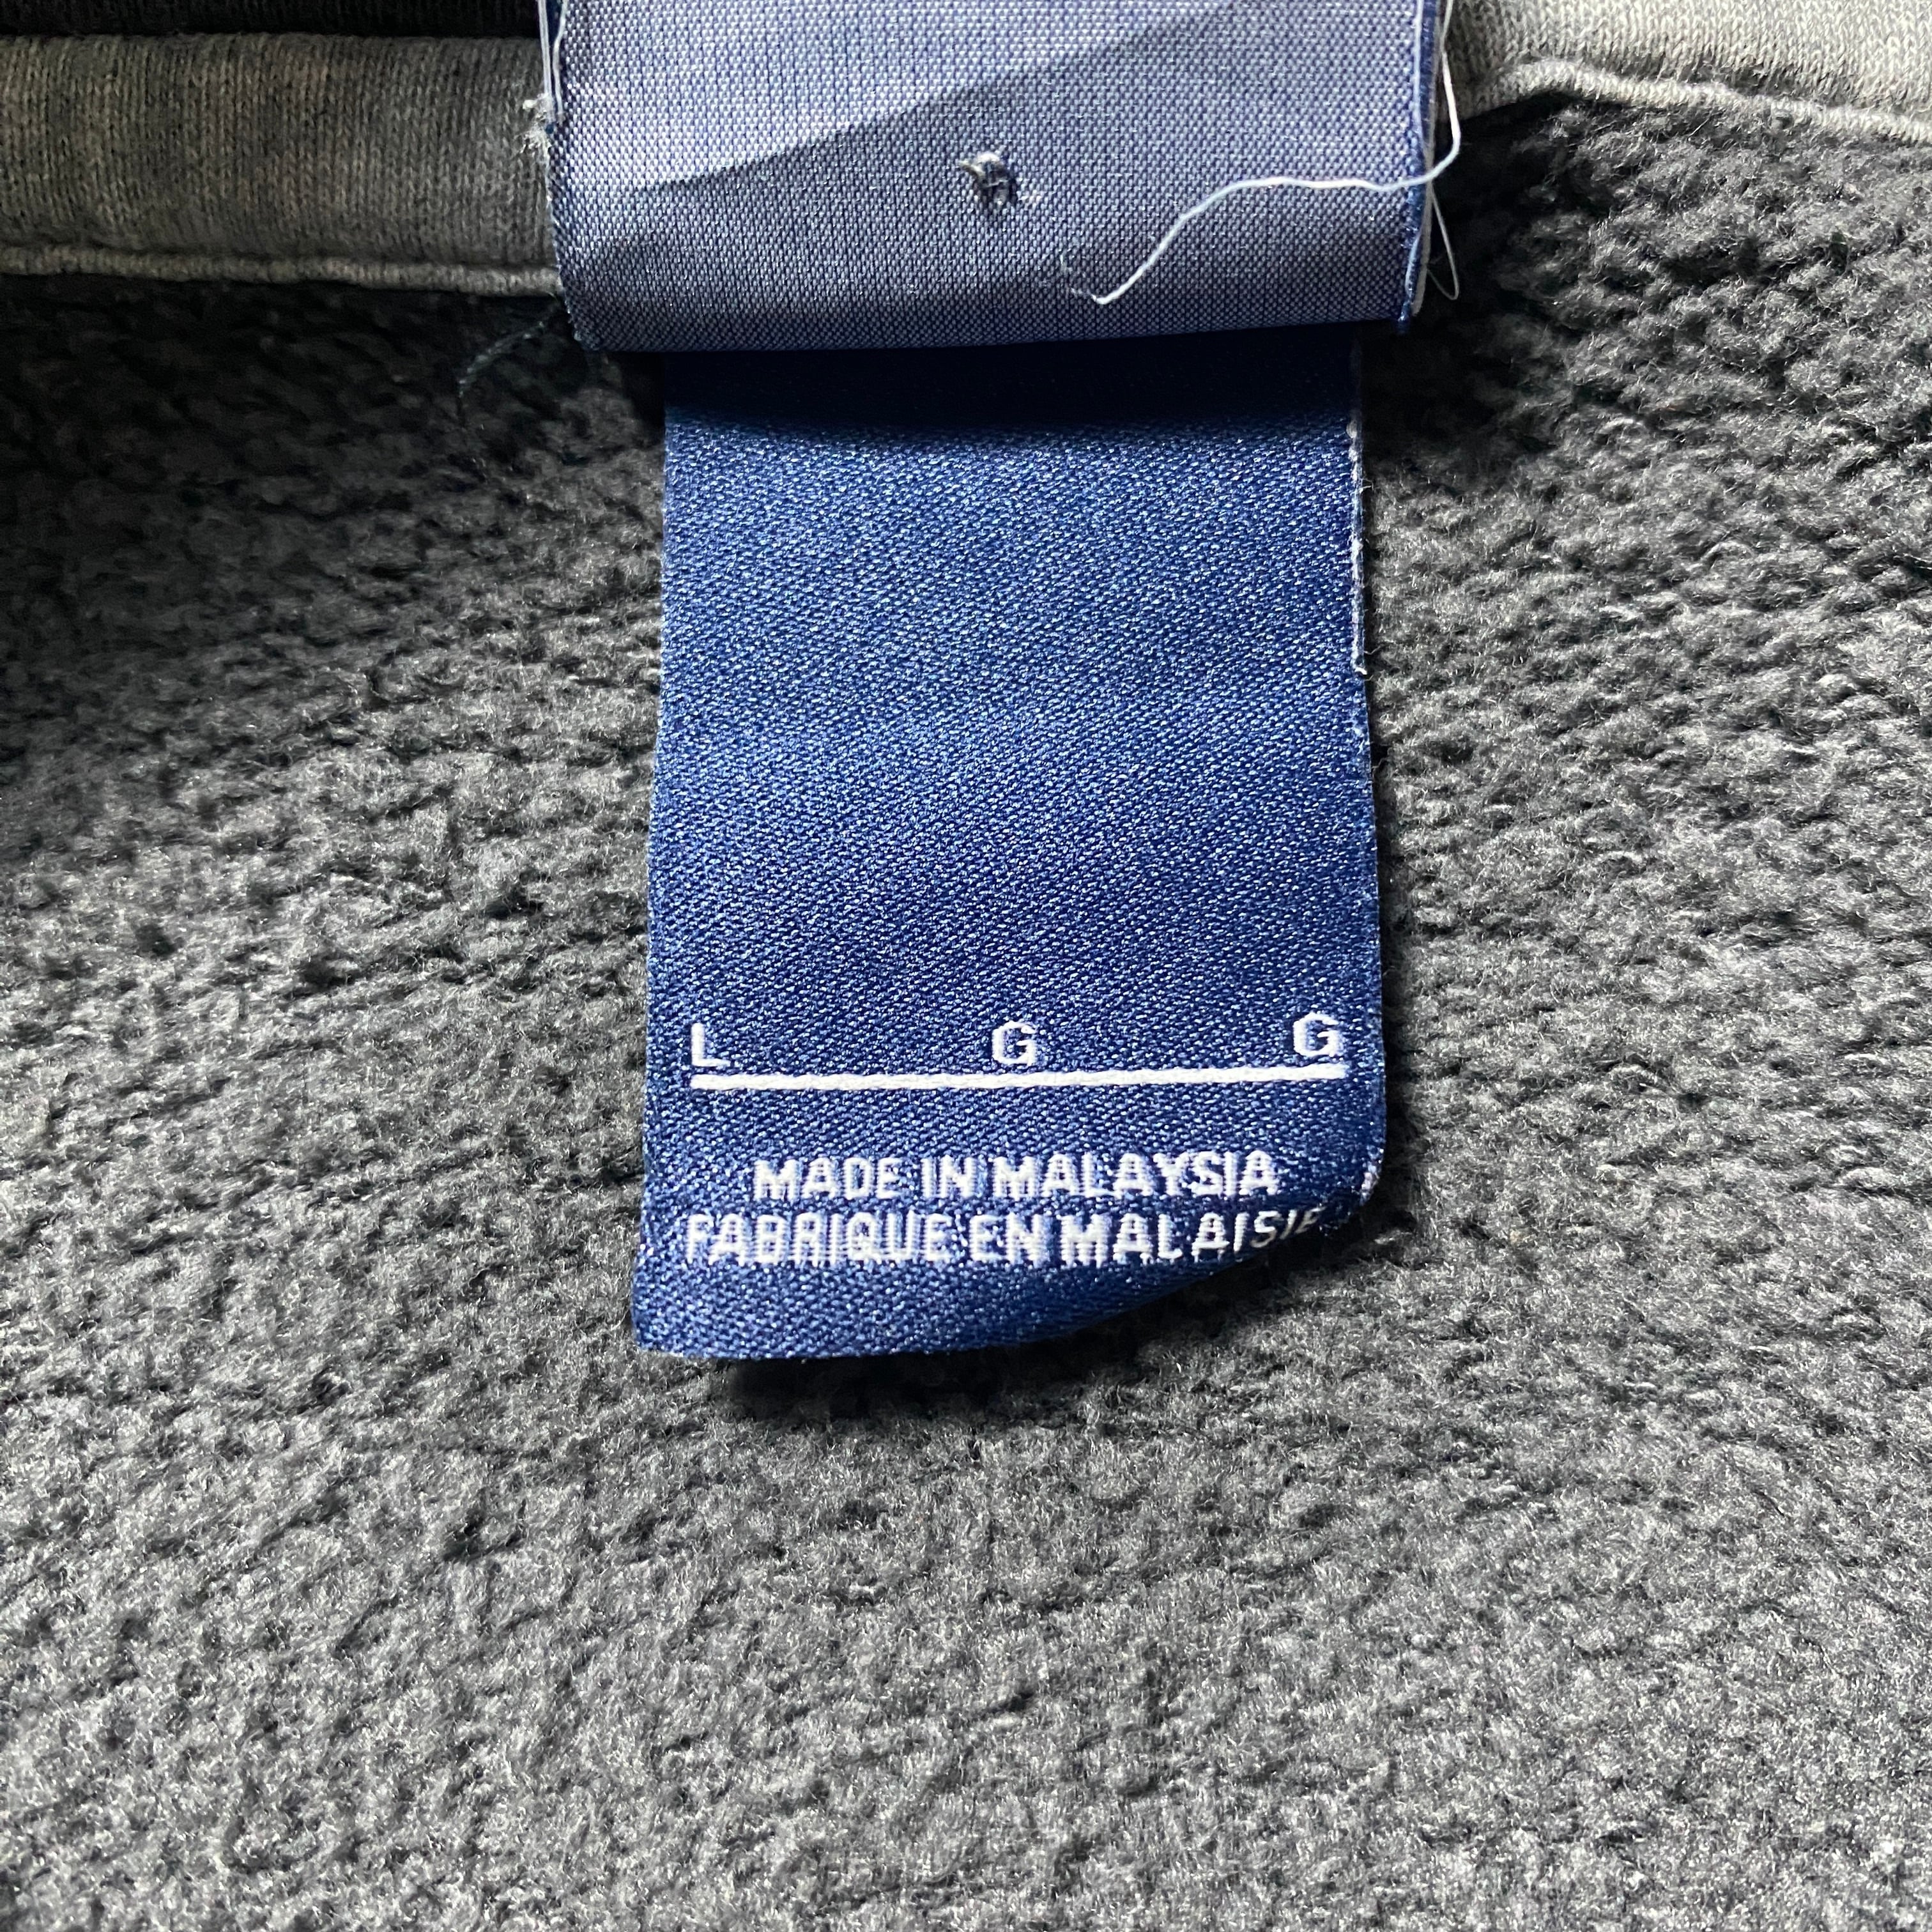 L G G
MADE IN MALAYSIA
FABRIQUE EN MALAISIE